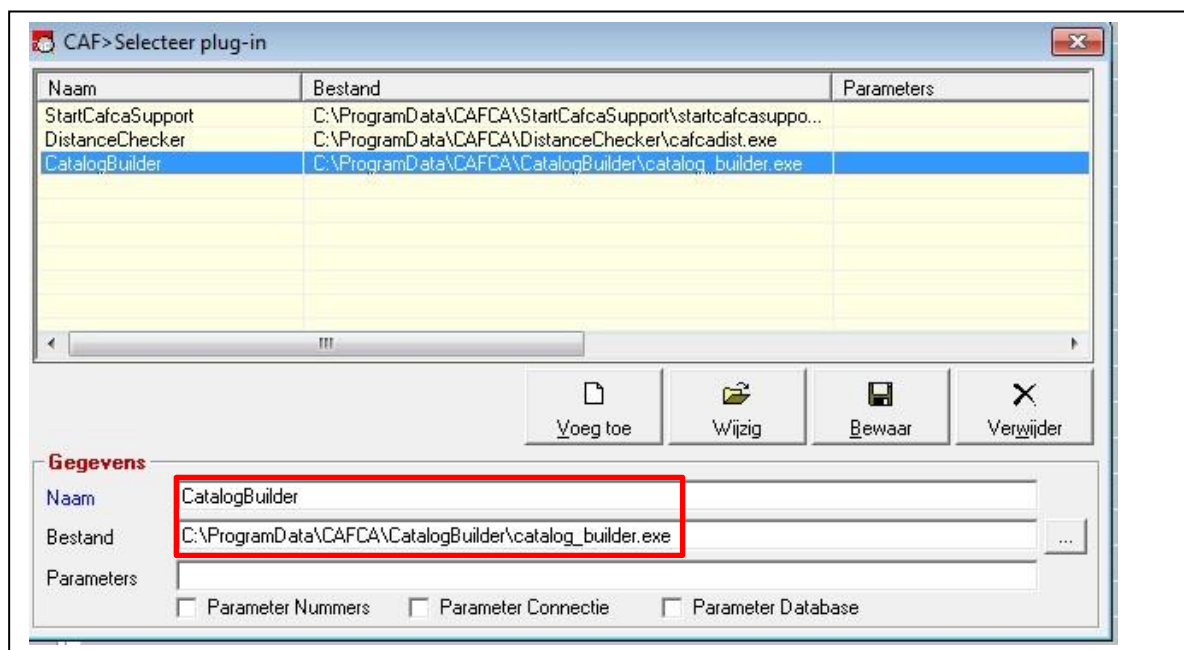 CAF>Selecteer plug-in
Naam Bestand Parameters
StartCafcaSupport C:\ProgramData\CAFCA\StartCafcaSupport\startcafcasuppo...
DistanceChecker C:\ProgramData\CAFCA\DistanceChecker\cafcadist.exe
CatalogBuilder C:\ProgramData\CAFCA\CatalogBuilder\catalog_builder.exe
Voeg toe Wijzig Bewaar Verwijder
Gegevens
Naam CatalogBuilder
Bestand C:\ProgramData\CAFCA\CatalogBuilder\catalog_builder.exe ...
Parameters
Parameter Nummers Parameter Connectie Parameter Database